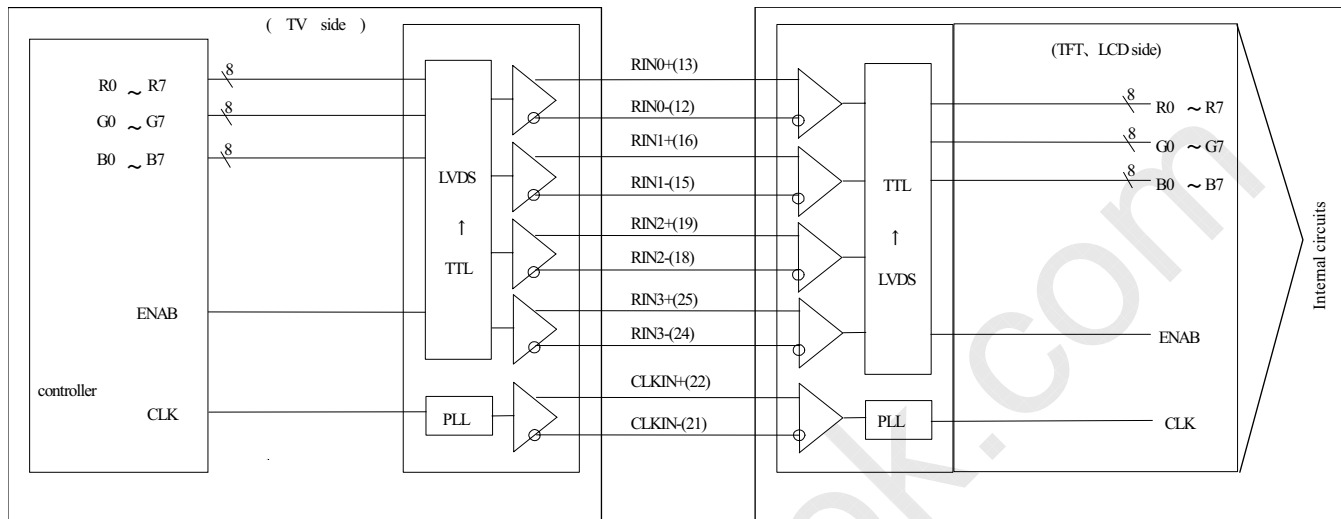 ( TV side )
R0 ~ R7
G0 ~ G7
B0 ~ B7
8
8
8
ENAB
controller
CLK
LVDS
↑
TTL
PLL
RIN0+(13)
RIN0-(12)
RIN1+(16)
RIN1-(15)
RIN2+(19)
RIN2-(18)
RIN3+(25)
RIN3-(24)
CLKIN+(22)
CLKIN-(21)
TTL
↑
LVDS
PLL
(TFT、LCD side)
8
R0 ~ R7
8
G0 ~ G7
8
B0 ~ B7
ENAB
CLK
Internal circuits
ok.com